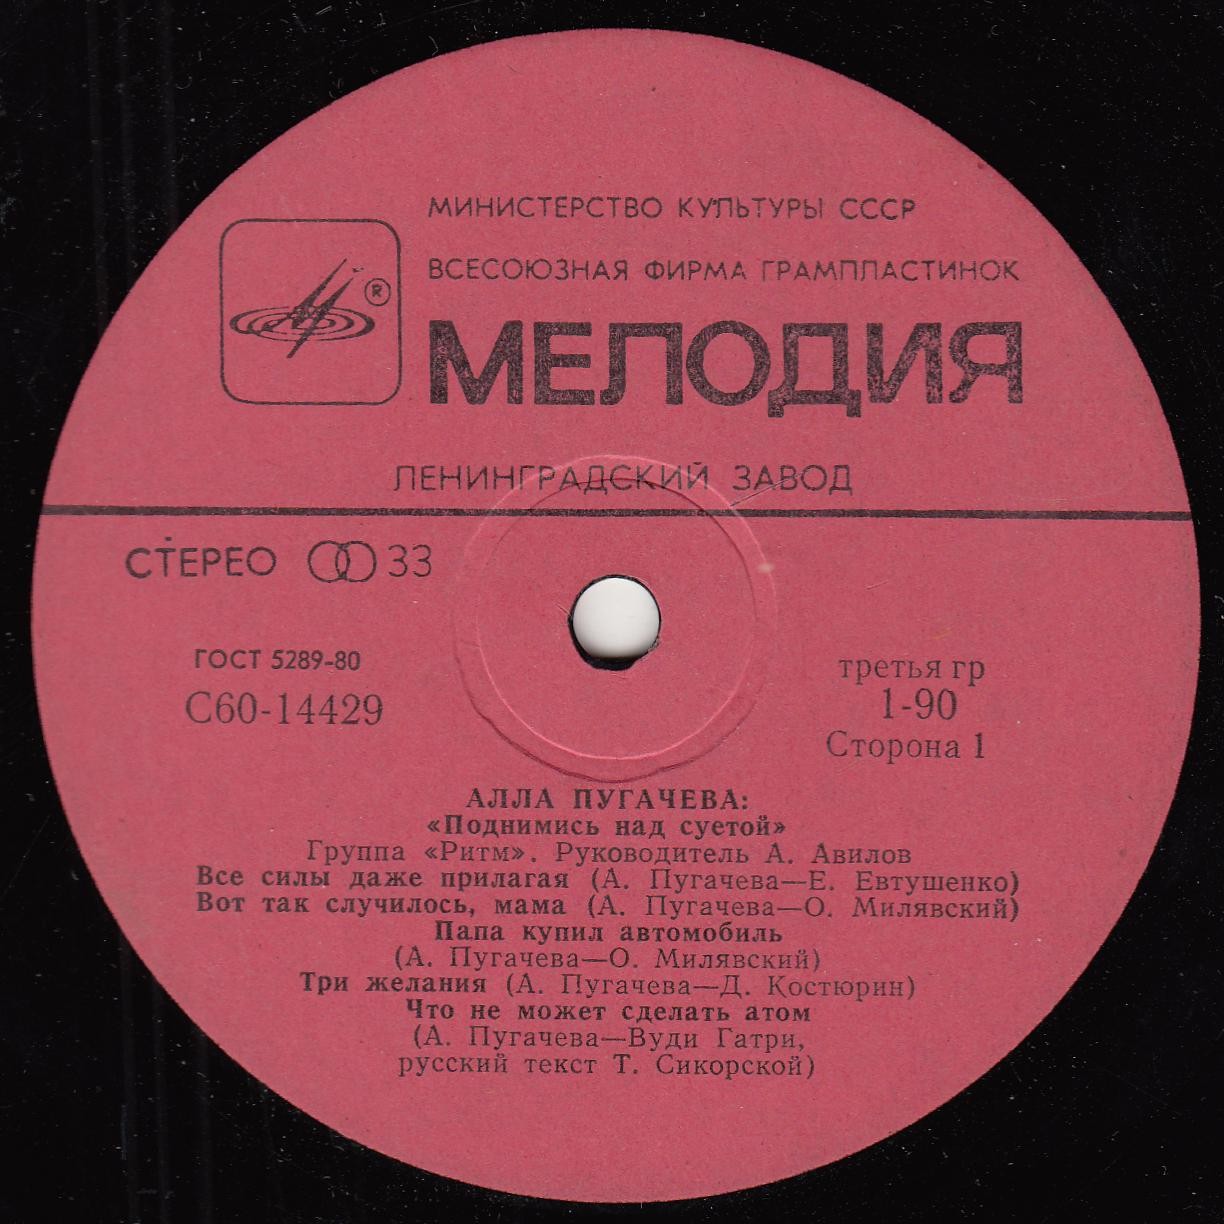 МИНИСТЕРСТВО КУЛЬТУРЫ СССР
ВСЕСОЮЗНАЯ ФИРМА ГРАМПЛАСТИНОК
®
МЕЛОДИЯ
ЛЕНИНГРАДСКИЙ ЗАВОД
СТЕРЕО 33
ГОСТ 5289-80
С60-14429
третья гр
1-90
Сторона 1
АЛЛА ПУГАЧЕВА:
«Поднимись над суетой»
Группа «Ритм». Руководитель А. Авилов
Все силы даже прилагая (А. Пугачева—Е. Евтушенко)
Вот так случилось, мама (А. Пугачева—О. Милявский)
Папа купил автомобиль
(А. Пугачева—О. Милявский)
Три желания (А. Пугачева—Д. Костюрин)
Что не может сделать атом
(А. Пугачева—Вуди Гатри,
русский текст Т. Сикорской)